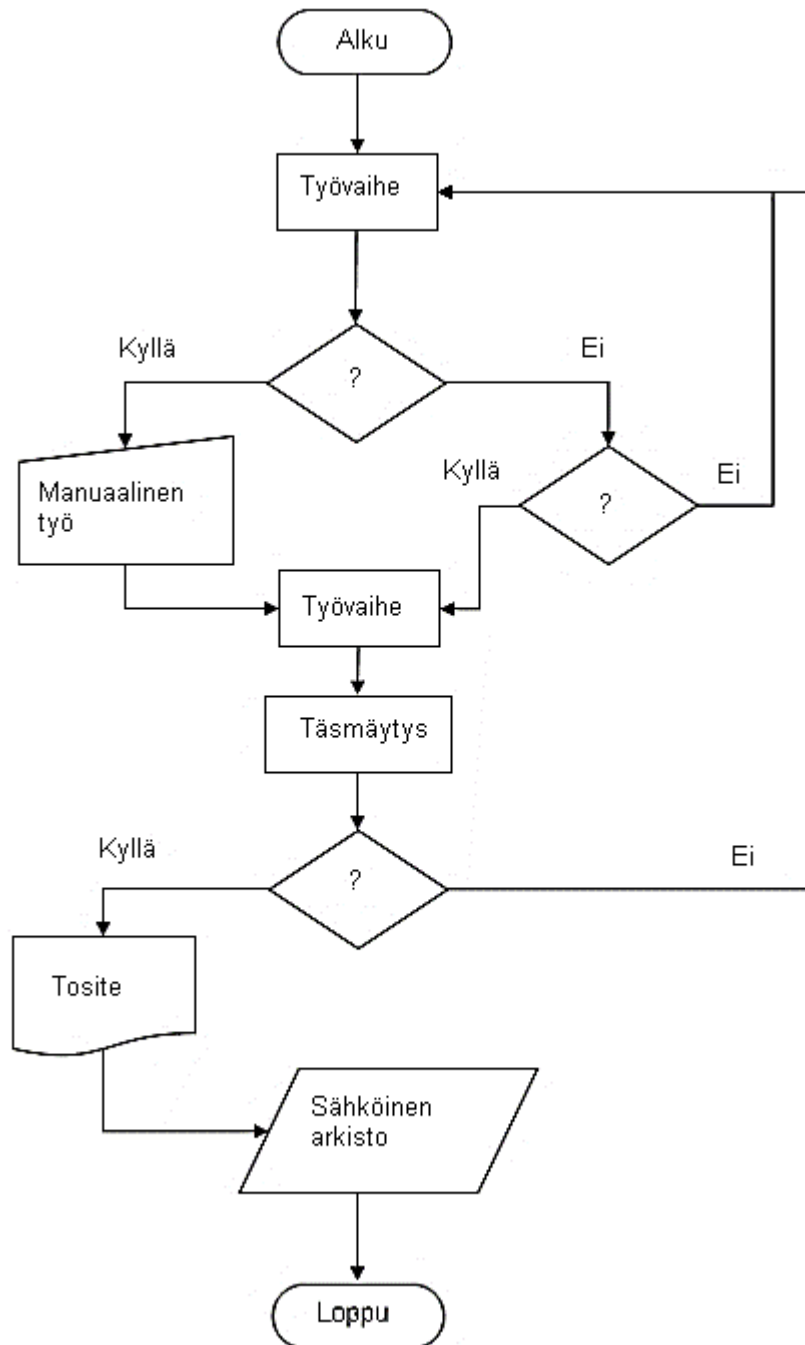 Alku
Työvaihe
Kyllä
Ei
?
Manuaalinen
työ
Kyllä
Ei
?
Työvaihe
Täsmäytys
Kyllä
Ei
?
Tosite
Sähköinen
arkisto
Loppu